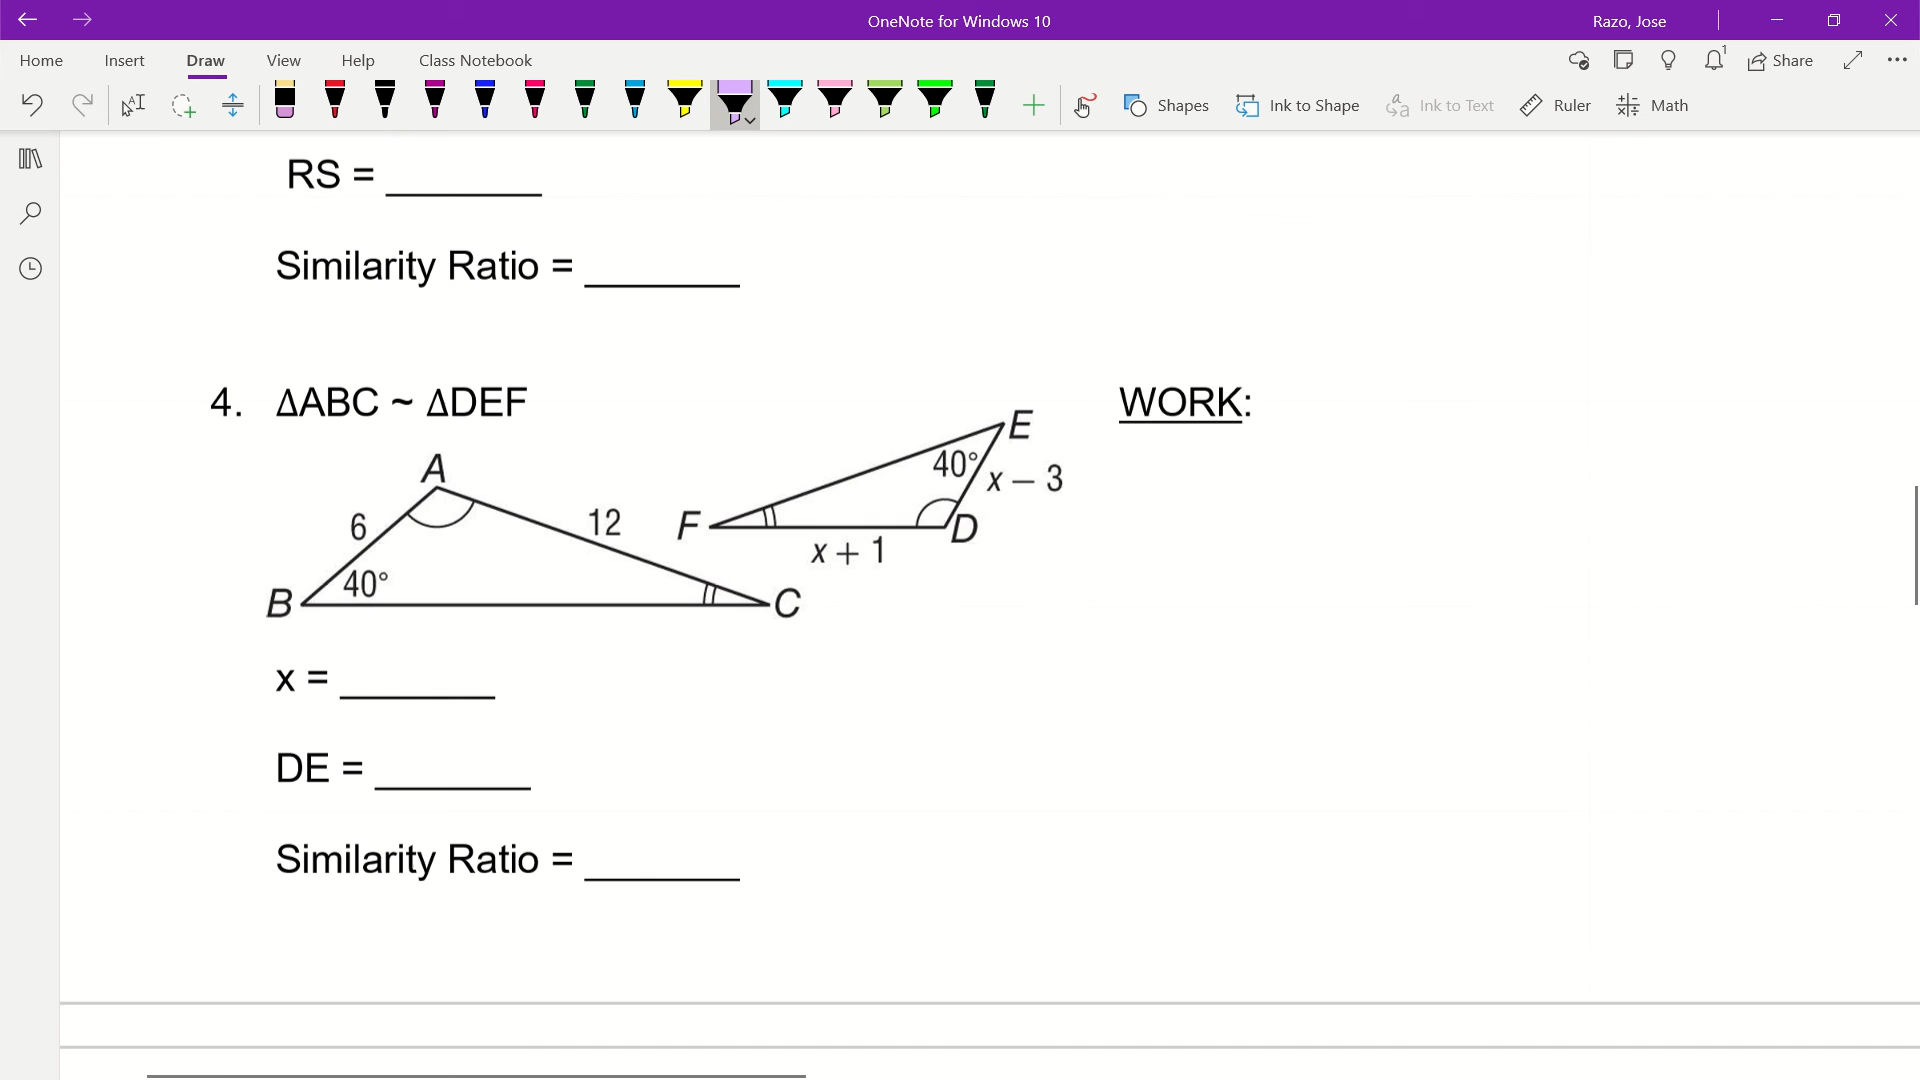 OneNote for Windows 10
Razo, Jose
Home Insert Draw View Help Class Notebook
1
Share
Shapes Ink to Shape Ink to Text Ruler Math
RS = ________
Similarity Ratio = ________
4. ΔABC ~ ΔDEF
WORK:
E
40°
x – 3
A
6
12
F
D
x + 1
40°
B
C
x = ________
DE = ________
Similarity Ratio = ________